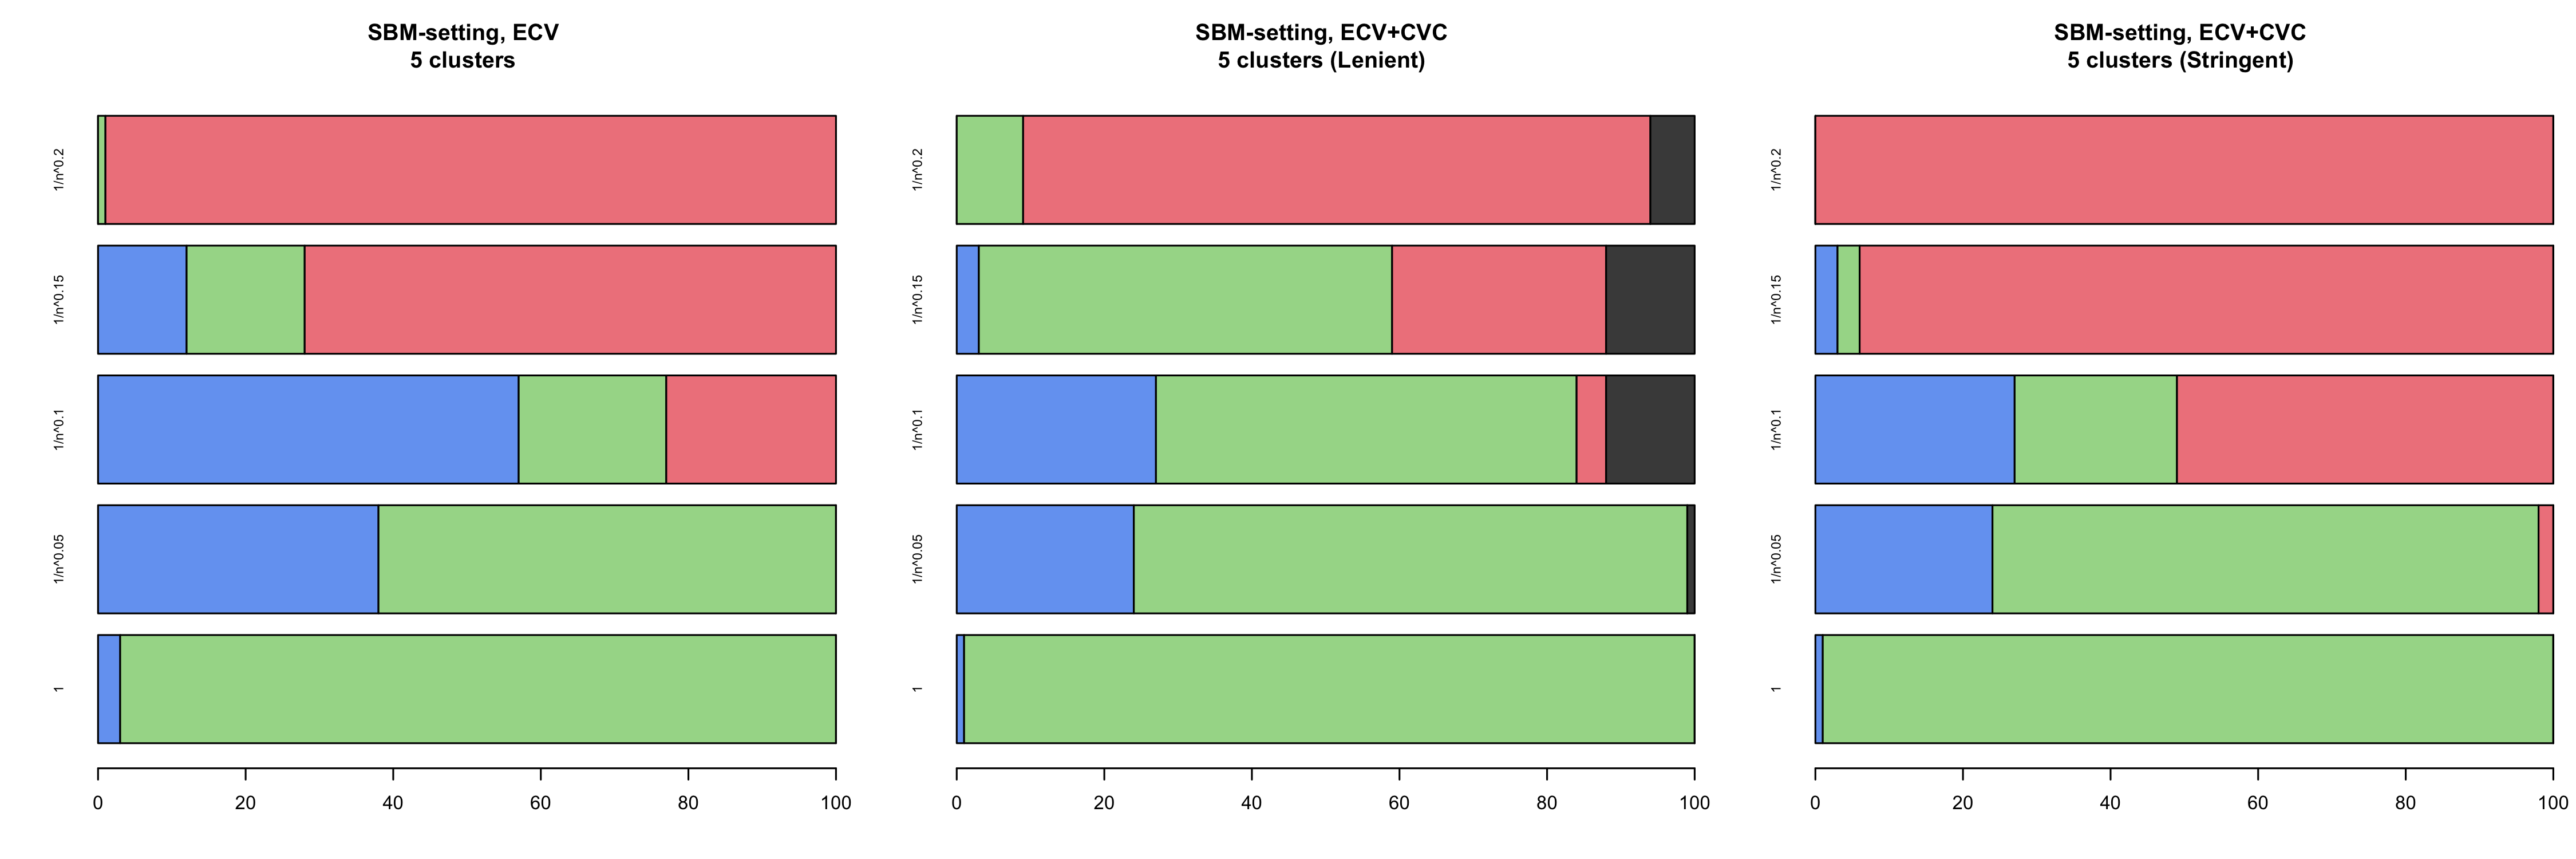 SBM-setting, ECV
5 clusters
1/n^0.2
1/n^0.15
1/n^0.1
1/n^0.05
1
0 20 40 60 80 100
SBM-setting, ECV+CVC
5 clusters (Lenient)
1/n^0.2
1/n^0.15
1/n^0.1
1/n^0.05
1
0 20 40 60 80 100
SBM-setting, ECV+CVC
5 clusters (Stringent)
1/n^0.2
1/n^0.15
1/n^0.1
1/n^0.05
1
0 20 40 60 80 100